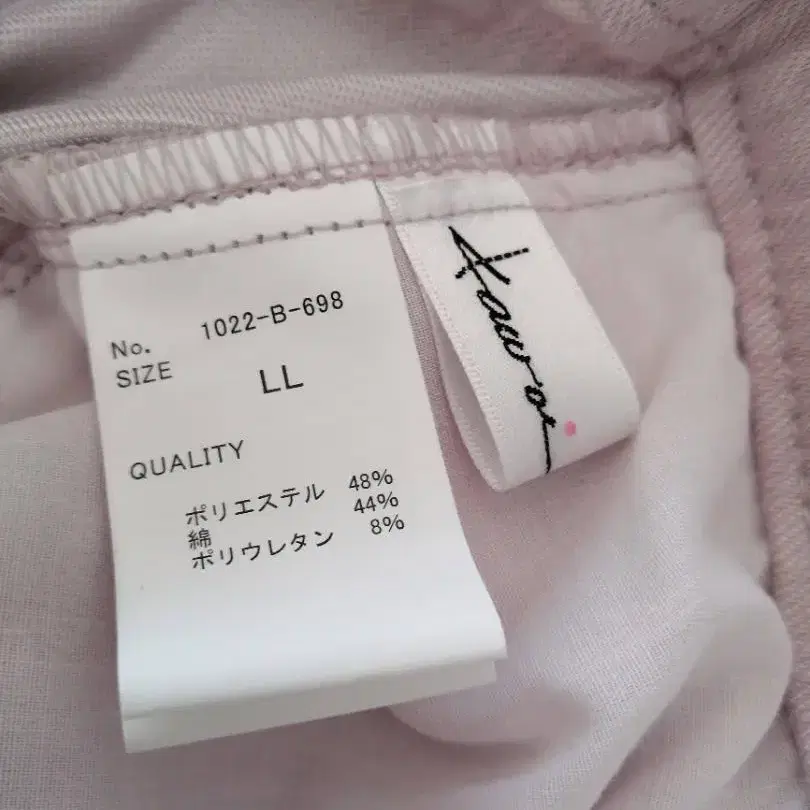 No. 1022-B-698
SIZE LL
QUALITY
ポリエステル 48%
綿 44%
ポリウレタン 8%